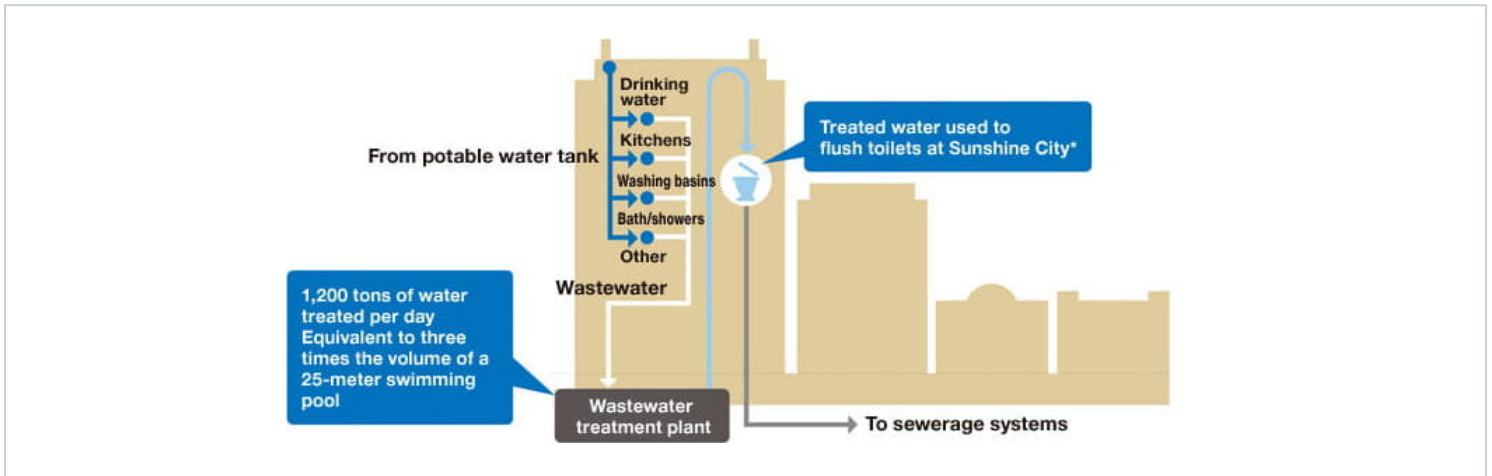 Drinking
water
Kitchens
From potable water tank
Washing basins
Bath/showers
Other
Wastewater
Treated water used to
flush toilets at Sunshine City*
1,200 tons of water
treated per day
Equivalent to three
times the volume of a
25-meter swimming
pool
Wastewater
treatment plant
To sewerage systems